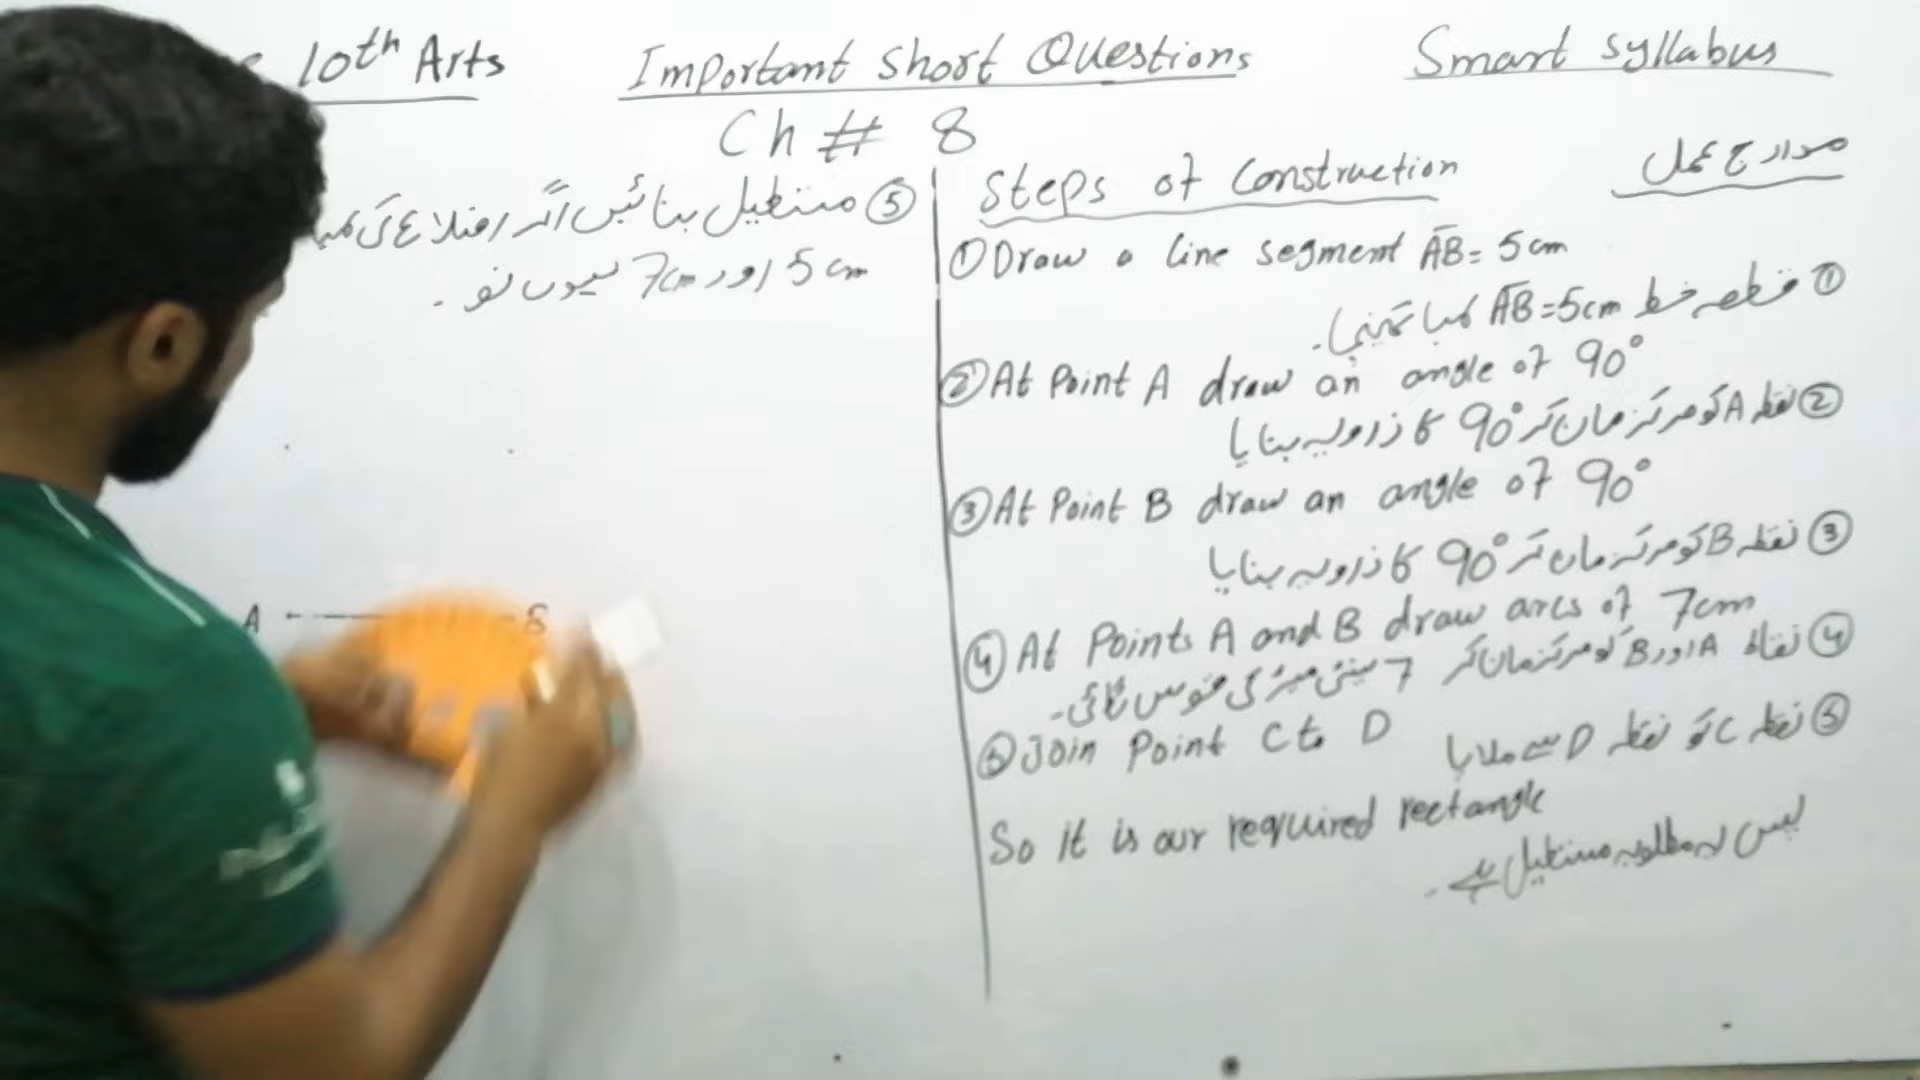 10th Arts
Important Short Questions
Smart Syllabus
Ch # 8
⑤ مستطیل بنائیں اگر اضلاع کی لمبا
5 cm اور 7cm ہوں تو ۔
Steps of Construction
مدارج عمل
① Draw a line segment AB = 5 cm
① قطعہ خط AB = 5cm لمبا کھینچا ۔
② At Point A draw an angle of 90°
② نقطہ A کو مرکز مان کر 90° کا زاویہ بنایا
③ At Point B draw an angle of 90°
③ نقطہ B کو مرکز مان کر 90° کا زاویہ بنایا
④ At Points A and B draw arcs of 7cm
④ نقاط A اور B کو مرکز مان کر 7 سینٹی میٹر کی قوس لگائی۔
Join Point C to D
⑤ نقطہ C کو نقطہ D سے ملایا
So it is our required rectangle
پس یہ مطلوبہ مستطیل ہے ۔
A B